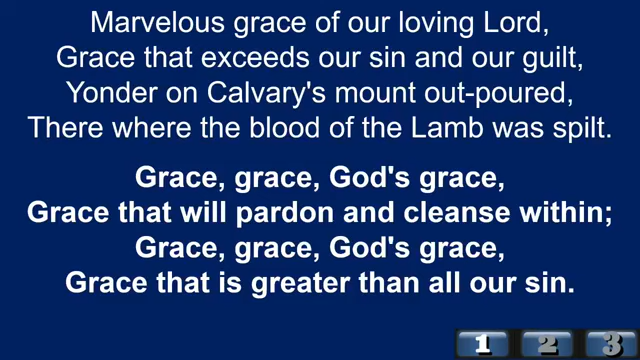 Marvelous grace of our loving Lord,
Grace that exceeds our sin and our guilt,
Yonder on Calvary's mount out-poured,
There where the blood of the Lamb was spilt.
Grace, grace, God's grace,
Grace that will pardon and cleanse within;
Grace, grace, God's grace,
Grace that is greater than all our sin.
1 2 3